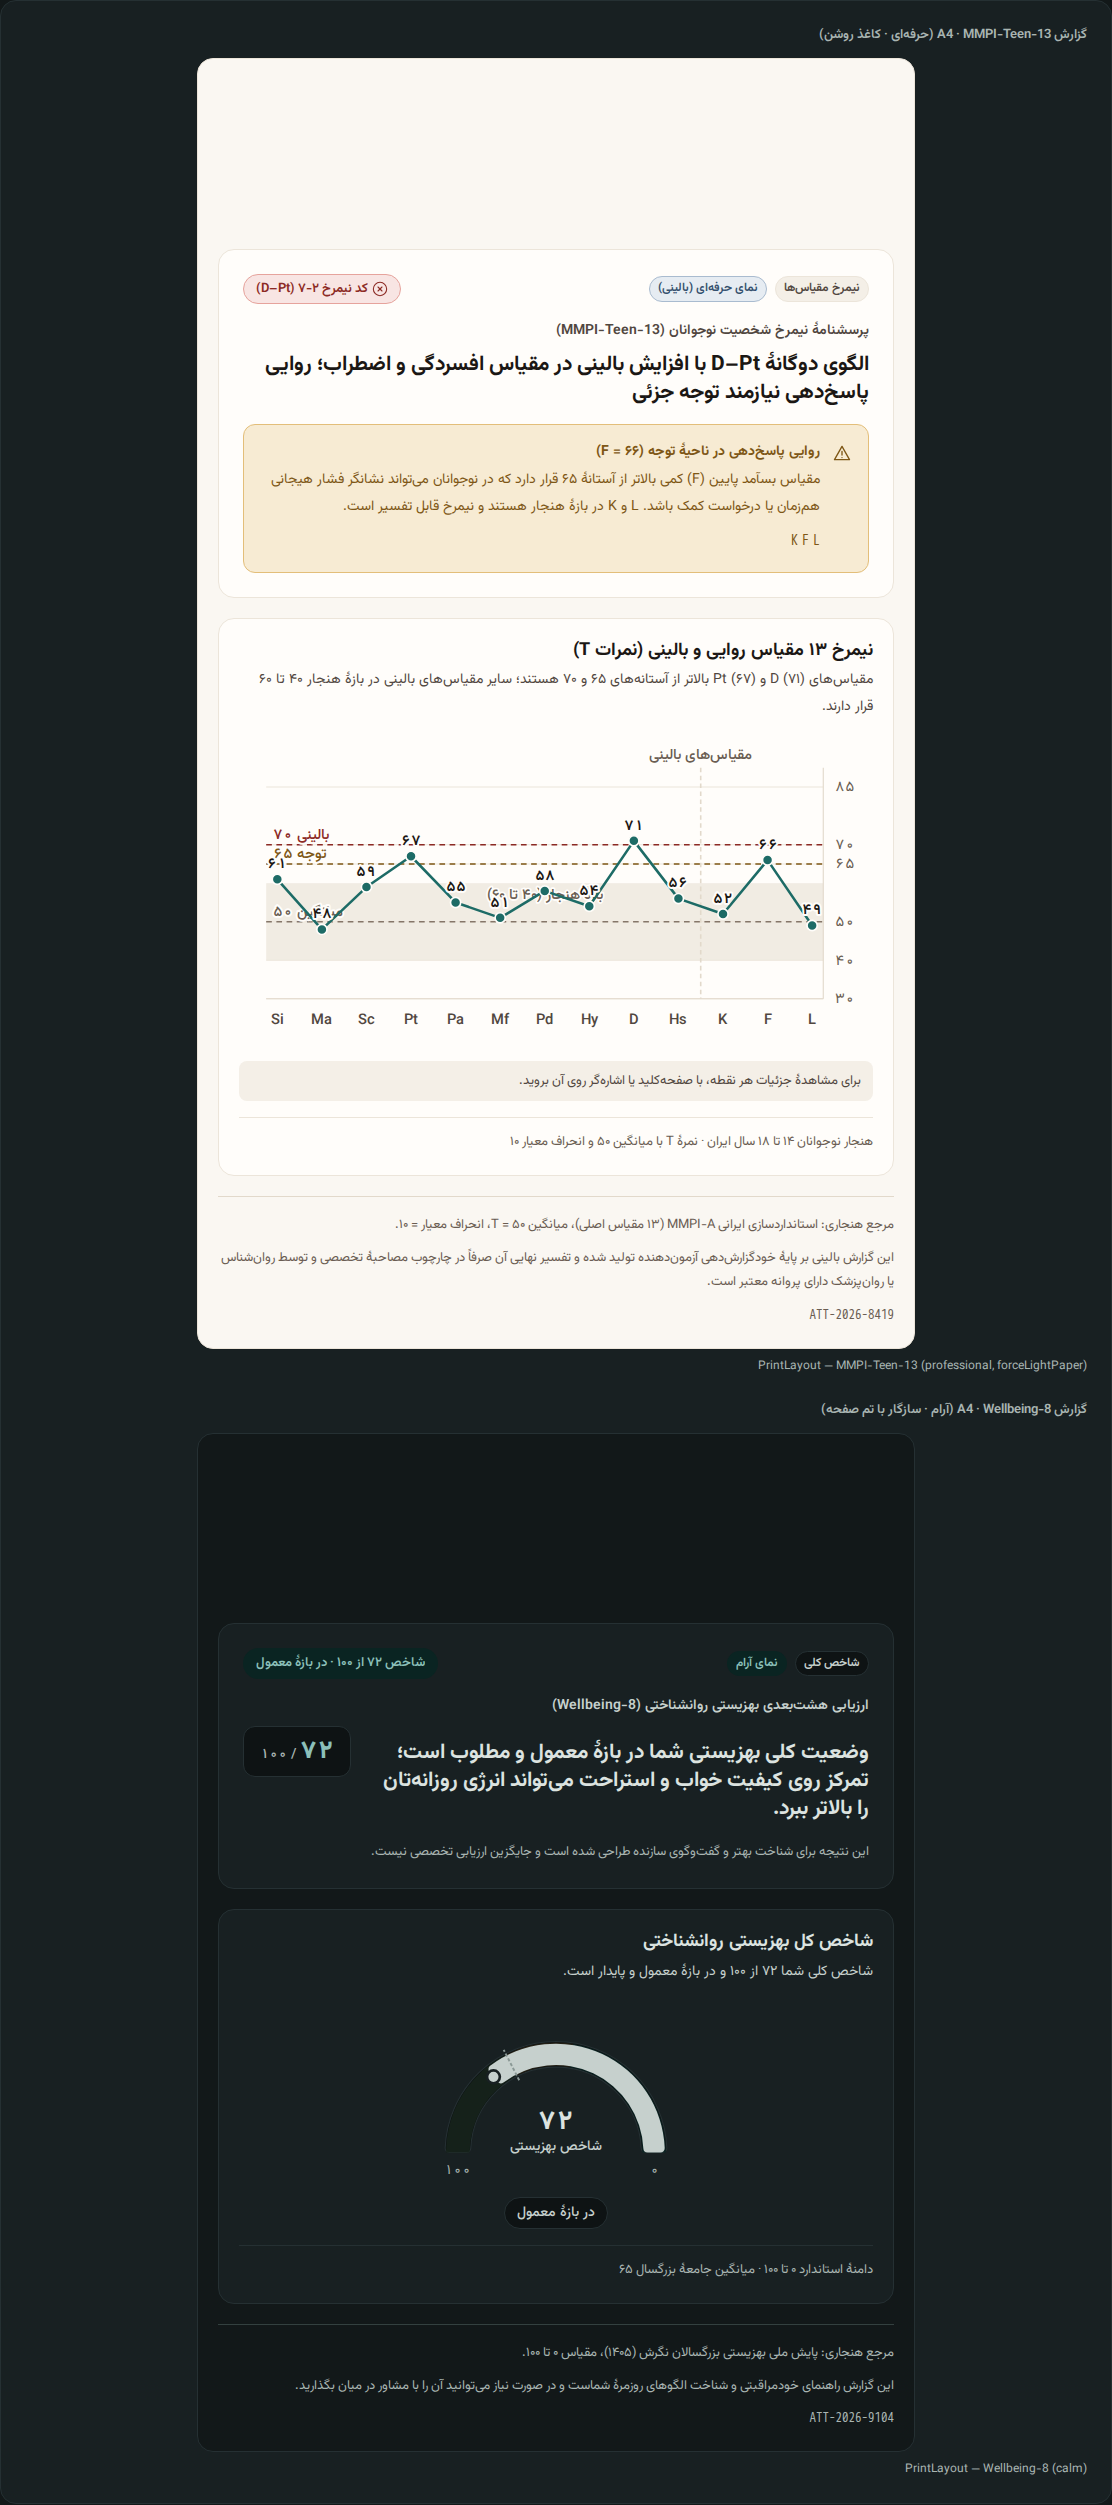 گزارش A4 · MMPI-Teen-13 (حرفه‌ای · کاغذ روشن)
نیمرخ مقیاس‌ها
نمای حرفه‌ای (بالینی)
کد نیمرخ ۲-۷ (D–Pt)
پرسشنامهٔ نیمرخ شخصیت نوجوانان (MMPI-Teen-13)
الگوی دوگانهٔ D–Pt با افزایش بالینی در مقیاس افسردگی و اضطراب؛ روایی
پاسخ‌دهی نیازمند توجه جزئی
روایی پاسخ‌دهی در ناحیهٔ توجه (F = ۶۶)
مقیاس بسآمد پایین (F) کمی بالاتر از آستانهٔ ۶۵ قرار دارد که در نوجوانان می‌تواند نشانگر فشار هیجانی
هم‌زمان یا درخواست کمک باشد. L و K در بازهٔ هنجار هستند و نیمرخ قابل تفسیر است.
K F L
نیمرخ ۱۳ مقیاس روایی و بالینی (نمرات T)
مقیاس‌های D (۷۱) و Pt (۶۷) بالاتر از آستانه‌های ۶۵ و ۷۰ هستند؛ سایر مقیاس‌های بالینی در بازهٔ هنجار ۴۰ تا ۶۰
قرار دارند.
مقیاس‌های بالینی
۸۵
۷۰
۶۵
۵۰
۴۰
۳۰
بالینی ۷۰
توجه ۶۵
میانگین ۵۰
بازهٔ هنجار (۴۰ تا ۶۰)
۶۱ ۴۸ ۵۹ ۶۷ ۵۵ ۵۱ ۵۸ ۵۴ ۷۱ ۵۶ ۵۲ ۶۶ ۴۹
Si Ma Sc Pt Pa Mf Pd Hy D Hs K F L
برای مشاهدهٔ جزئیات هر نقطه، با صفحه‌کلید یا اشاره‌گر روی آن بروید.
هنجار نوجوانان ۱۴ تا ۱۸ سال ایران · نمرهٔ T با میانگین ۵۰ و انحراف معیار ۱۰
مرجع هنجاری: استانداردسازی ایرانی MMPI-A (۱۳ مقیاس اصلی)، میانگین T = ۵۰، انحراف معیار = ۱۰.
این گزارش بالینی بر پایهٔ خودگزارش‌دهی آزمون‌دهنده تولید شده و تفسیر نهایی آن صرفاً در چارچوب مصاحبهٔ تخصصی و توسط روان‌شناس
یا روان‌پزشک دارای پروانه معتبر است.
ATT-2026-8419
PrintLayout — MMPI-Teen-13 (professional, forceLightPaper)
گزارش A4 · Wellbeing-8 (آرام · سازگار با تم صفحه)
شاخص کلی
نمای آرام
شاخص ۷۲ از ۱۰۰ · در بازهٔ معمول
ارزیابی هشت‌بعدی بهزیستی روانشناختی (Wellbeing-8)
وضعیت کلی بهزیستی شما در بازهٔ معمول و مطلوب است؛
تمرکز روی کیفیت خواب و استراحت می‌تواند انرژی روزانه‌تان
را بالاتر ببرد.
۷۲ / ۱۰۰
این نتیجه برای شناخت بهتر و گفت‌وگوی سازنده طراحی شده است و جایگزین ارزیابی تخصصی نیست.
شاخص کل بهزیستی روانشناختی
شاخص کلی شما ۷۲ از ۱۰۰ و در بازهٔ معمول و پایدار است.
۷۲
شاخص بهزیستی
۰
۱۰۰
در بازهٔ معمول
دامنهٔ استاندارد ۰ تا ۱۰۰ · میانگین جامعهٔ بزرگسال ۶۵
مرجع هنجاری: پایش ملی بهزیستی بزرگسالان نگرش (۱۴۰۵)، مقیاس ۰ تا ۱۰۰.
این گزارش راهنمای خودمراقبتی و شناخت الگوهای روزمرهٔ شماست و در صورت نیاز می‌توانید آن را با مشاور در میان بگذارید.
ATT-2026-9104
PrintLayout — Wellbeing-8 (calm)